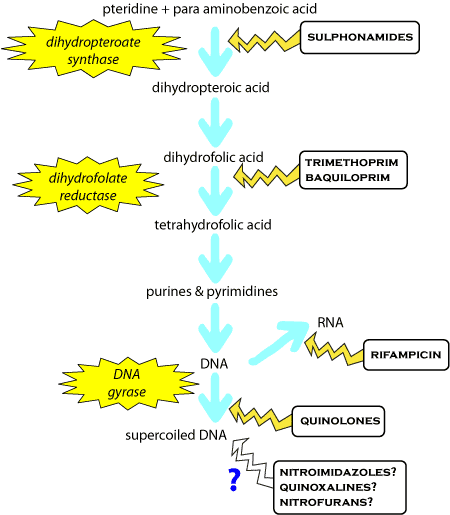 pteridine + para aminobenzoic acid
SULPHONAMIDES
dihydropteroate
synthase
dihydropteroic acid
dihydrofolic acid
TRIMETHOPRIM
BAQUILOPRIM
dihydrofolate
reductase
tetrahydrofolic acid
purines & pyrimidines
RNA
RIFAMPICIN
DNA
DNA
gyrase
QUINOLONES
supercoiled DNA
?
NITROIMIDAZOLES?
QUINOXALINES?
NITROFURANS?